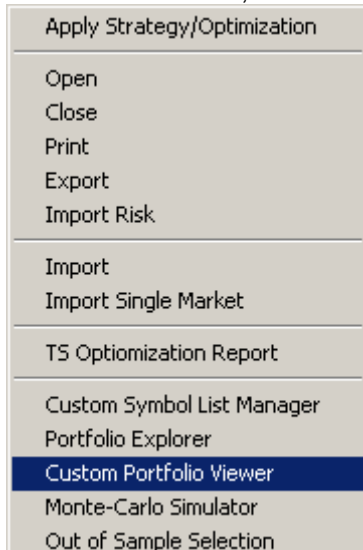 Apply Strategy/Optimization
Open
Close
Print
Export
Import Risk
Import
Import Single Market
TS Optiomization Report
Custom Symbol List Manager
Portfolio Explorer
Custom Portfolio Viewer
Monte-Carlo Simulator
Out of Sample Selection